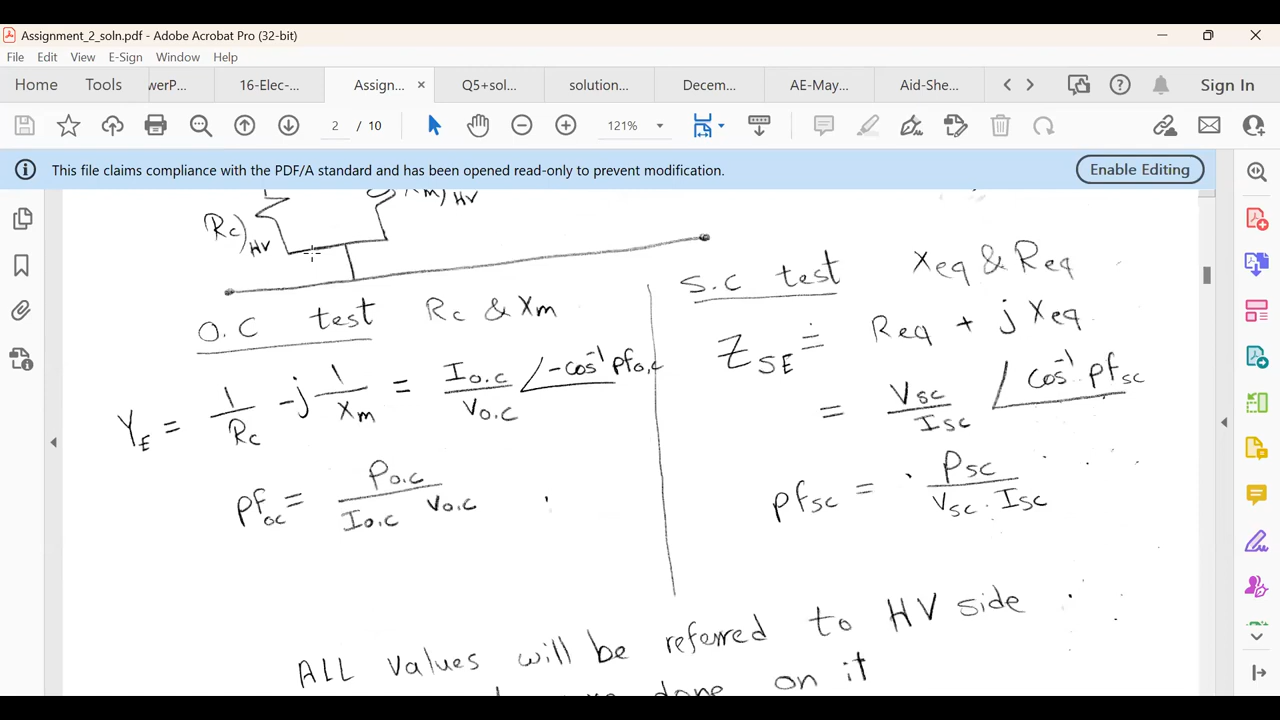 Assignment_2_soln.pdf - Adobe Acrobat Pro (32-bit)
File Edit View E-Sign Window Help
Home Tools werP... 16-Elec-... Assign... × Q5+sol... solution... Decem... AE-May... Aid-She... Sign In
2 / 10 121%
This file claims compliance with the PDF/A standard and has been opened read-only to prevent modification. Enable Editing
Rc)HV Xm)HV
O.C test Rc & Xm
YE = 1/Rc - j 1/Xm = Io.c/Vo.c ∠-cos⁻¹ pfo.c
pfoc = Po.c / Io.c Vo.c
S.C test Xeq & Req
ZSE = Req + j Xeq
= Vsc/Isc ∠cos⁻¹ pfsc
pfsc = Psc / Vsc . Isc
ALL values will be referred to HV side
done on it